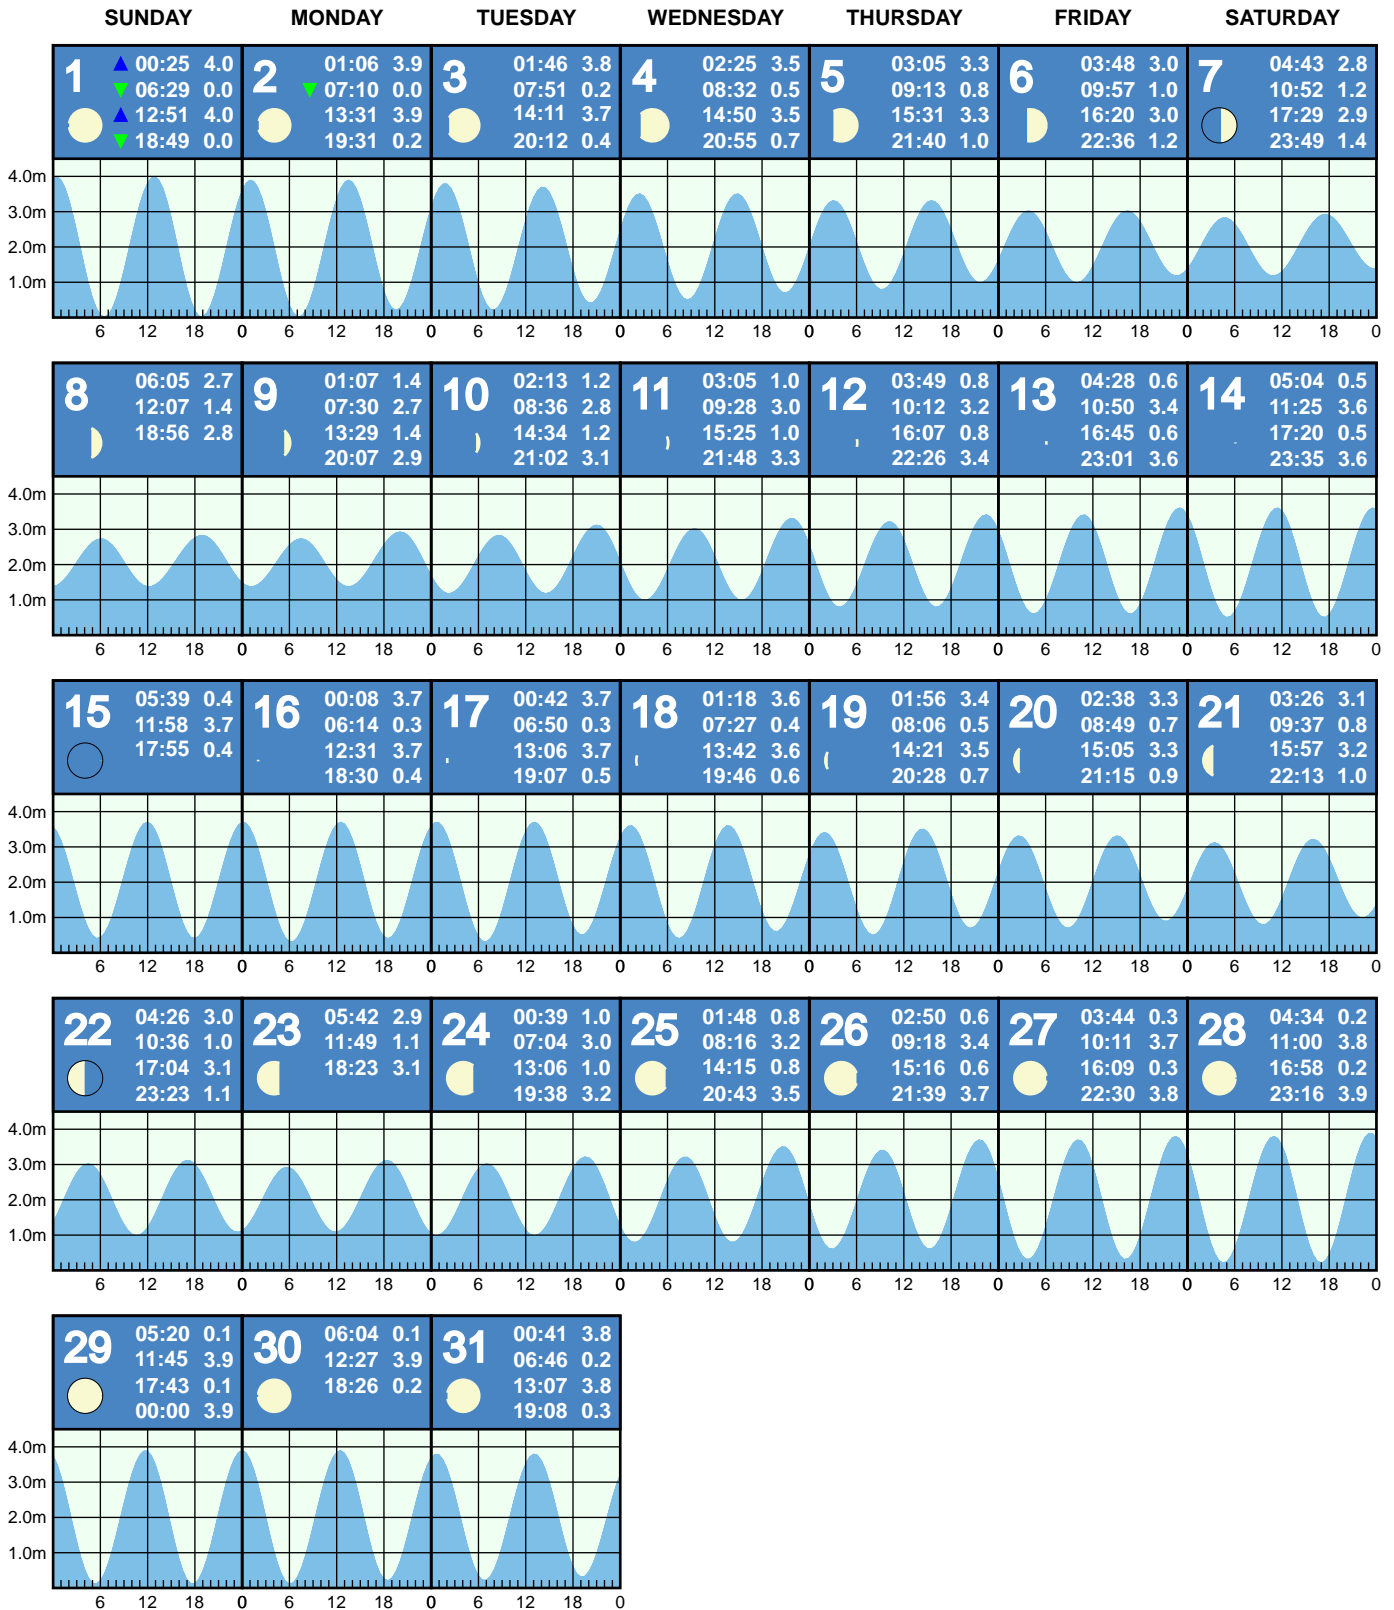 SUNDAY MONDAY TUESDAY WEDNESDAY THURSDAY FRIDAY SATURDAY
1 00:25 4.0
06:29 0.0
12:51 4.0
18:49 0.0
2 01:06 3.9
07:10 0.0
13:31 3.9
19:31 0.2
3 01:46 3.8
07:51 0.2
14:11 3.7
20:12 0.4
4 02:25 3.5
08:32 0.5
14:50 3.5
20:55 0.7
5 03:05 3.3
09:13 0.8
15:31 3.3
21:40 1.0
6 03:48 3.0
09:57 1.0
16:20 3.0
22:36 1.2
7 04:43 2.8
10:52 1.2
17:29 2.9
23:49 1.4
4.0m
3.0m
2.0m
1.0m
6 12 18 0 6 12 18 0 6 12 18 0 6 12 18 0 6 12 18 0 6 12 18 0 6 12 18 0
8 06:05 2.7
12:07 1.4
18:56 2.8
9 01:07 1.4
07:30 2.7
13:29 1.4
20:07 2.9
10 02:13 1.2
08:36 2.8
14:34 1.2
21:02 3.1
11 03:05 1.0
09:28 3.0
15:25 1.0
21:48 3.3
12 03:49 0.8
10:12 3.2
16:07 0.8
22:26 3.4
13 04:28 0.6
10:50 3.4
16:45 0.6
23:01 3.6
14 05:04 0.5
11:25 3.6
17:20 0.5
23:35 3.6
4.0m
3.0m
2.0m
1.0m
6 12 18 0 6 12 18 0 6 12 18 0 6 12 18 0 6 12 18 0 6 12 18 0 6 12 18 0
15 05:39 0.4
11:58 3.7
17:55 0.4
16 00:08 3.7
06:14 0.3
12:31 3.7
18:30 0.4
17 00:42 3.7
06:50 0.3
13:06 3.7
19:07 0.5
18 01:18 3.6
07:27 0.4
13:42 3.6
19:46 0.6
19 01:56 3.4
08:06 0.5
14:21 3.5
20:28 0.7
20 02:38 3.3
08:49 0.7
15:05 3.3
21:15 0.9
21 03:26 3.1
09:37 0.8
15:57 3.2
22:13 1.0
4.0m
3.0m
2.0m
1.0m
6 12 18 0 6 12 18 0 6 12 18 0 6 12 18 0 6 12 18 0 6 12 18 0 6 12 18 0
22 04:26 3.0
10:36 1.0
17:04 3.1
23:23 1.1
23 05:42 2.9
11:49 1.1
18:23 3.1
24 00:39 1.0
07:04 3.0
13:06 1.0
19:38 3.2
25 01:48 0.8
08:16 3.2
14:15 0.8
20:43 3.5
26 02:50 0.6
09:18 3.4
15:16 0.6
21:39 3.7
27 03:44 0.3
10:11 3.7
16:09 0.3
22:30 3.8
28 04:34 0.2
11:00 3.8
16:58 0.2
23:16 3.9
4.0m
3.0m
2.0m
1.0m
6 12 18 0 6 12 18 0 6 12 18 0 6 12 18 0 6 12 18 0 6 12 18 0 6 12 18 0
29 05:20 0.1
11:45 3.9
17:43 0.1
00:00 3.9
30 06:04 0.1
12:27 3.9
18:26 0.2
31 00:41 3.8
06:46 0.2
13:07 3.8
19:08 0.3
4.0m
3.0m
2.0m
1.0m
6 12 18 0 6 12 18 0 6 12 18 0